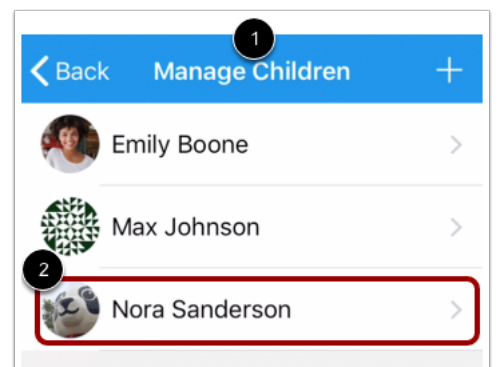 1
Back Manage Children +
Emily Boone
Max Johnson
2
Nora Sanderson